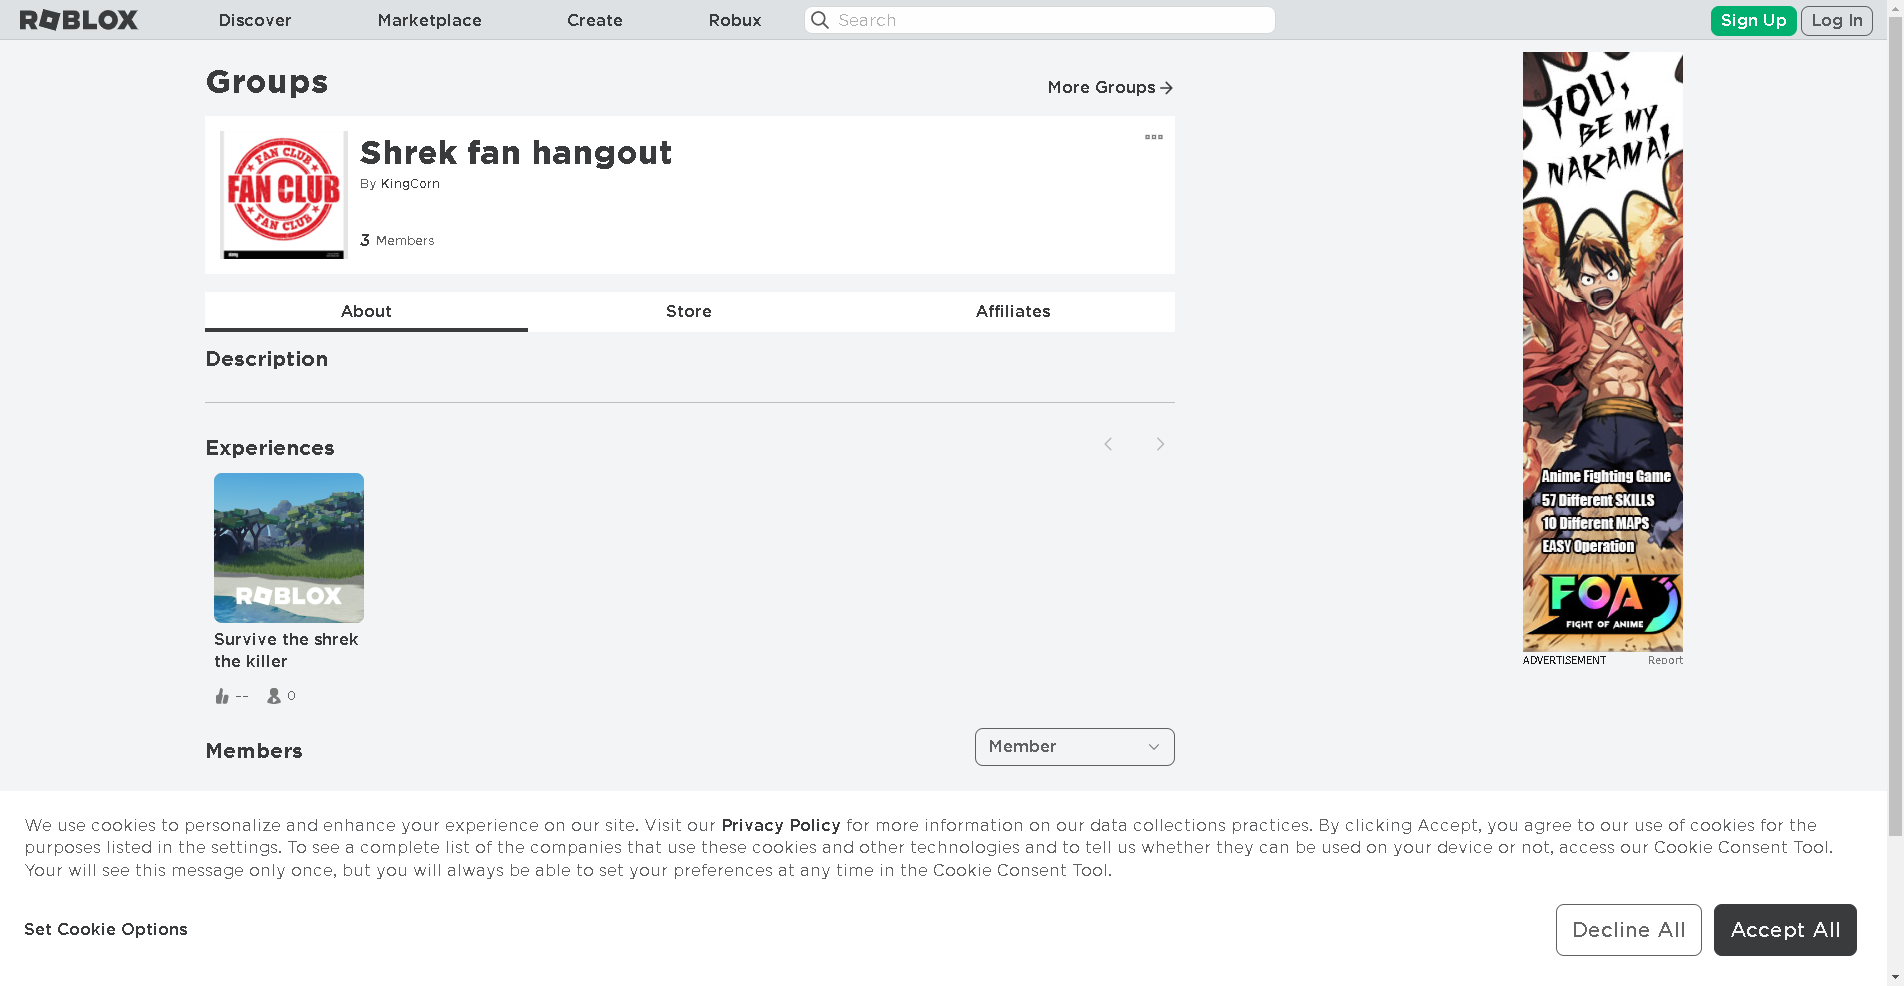 ROBLOX
Discover
Marketplace
Create
Robux
Search
Sign Up
Log In
Groups
More Groups
FAN CLUB
FAN CLUB
FAN CLUB
Shrek fan hangout
By KingCorn
3 Members
About
Store
Affiliates
Description
Experiences
ROBLOX
Survive the shrek
the killer
--
0
Members
Member
YOU,
BE MY
NAKAMA!
Anime Fighting Game
57 Different SKILLS
10 Different MAPS
EASY Operation
FOA
FIGHT OF ANIME
ADVERTISEMENT
Report
We use cookies to personalize and enhance your experience on our site. Visit our Privacy Policy for more information on our data collections practices. By clicking Accept, you agree to our use of cookies for the
purposes listed in the settings. To see a complete list of the companies that use these cookies and other technologies and to tell us whether they can be used on your device or not, access our Cookie Consent Tool.
Your will see this message only once, but you will always be able to set your preferences at any time in the Cookie Consent Tool.
Set Cookie Options
Decline All
Accept All